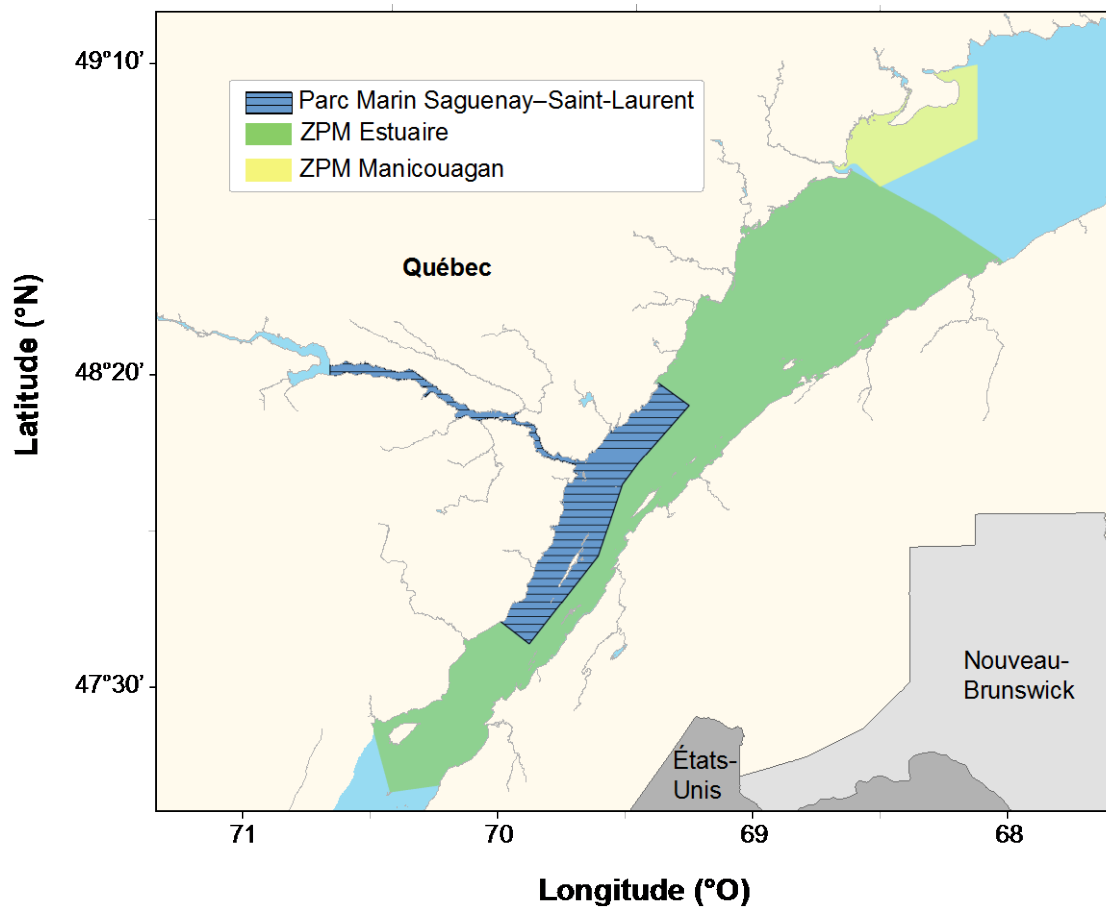 49°10’
Parc Marin Saguenay–Saint-Laurent
ZPM Estuaire
ZPM Manicouagan
Québec
Latitude (°N)
48°20’
47°30’
Nouveau-
Brunswick
États-
Unis
71
70
69
68
Longitude (°O)